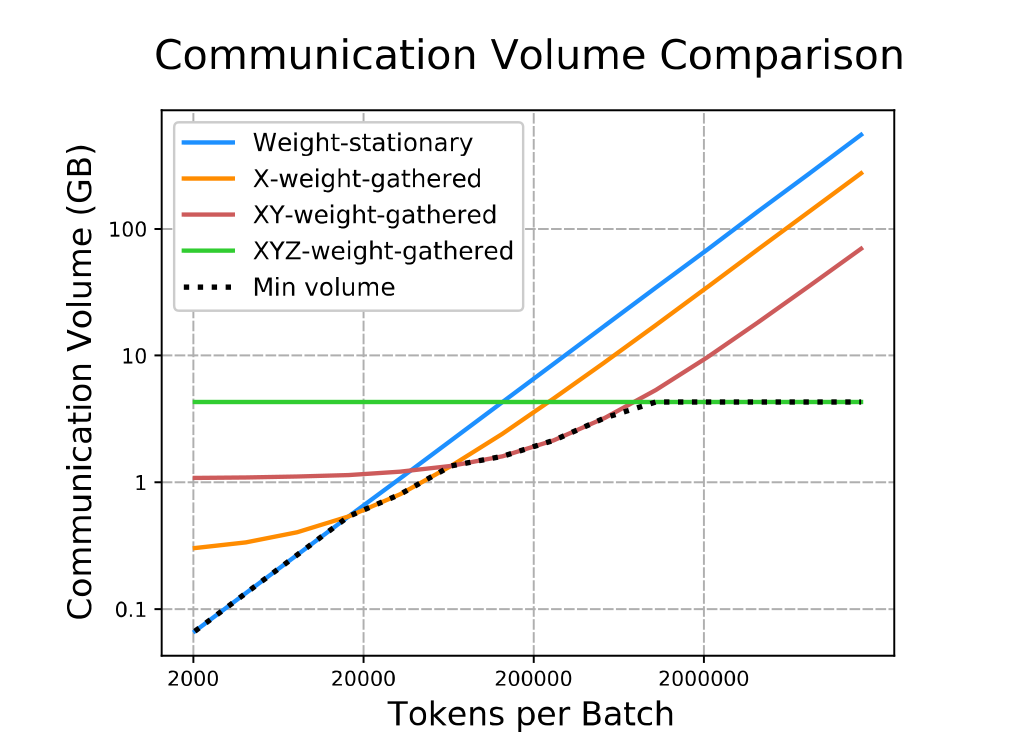 Communication Volume Comparison
Communication Volume (GB)
Weight-stationary
X-weight-gathered
XY-weight-gathered
XYZ-weight-gathered
Min volume
100
10
1
0.1
2000
20000
200000
2000000
Tokens per Batch